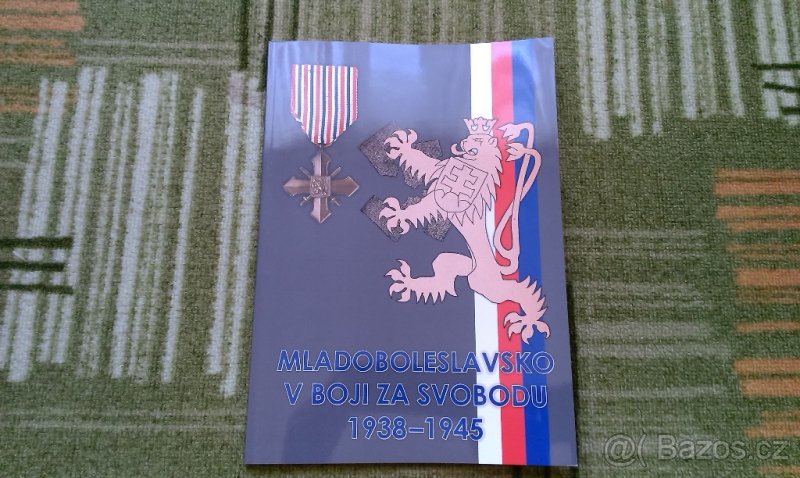 MLADOBOLESLAVSKO
V BOJI ZA SVOBODU
1938–1945
@( Bazos.cz